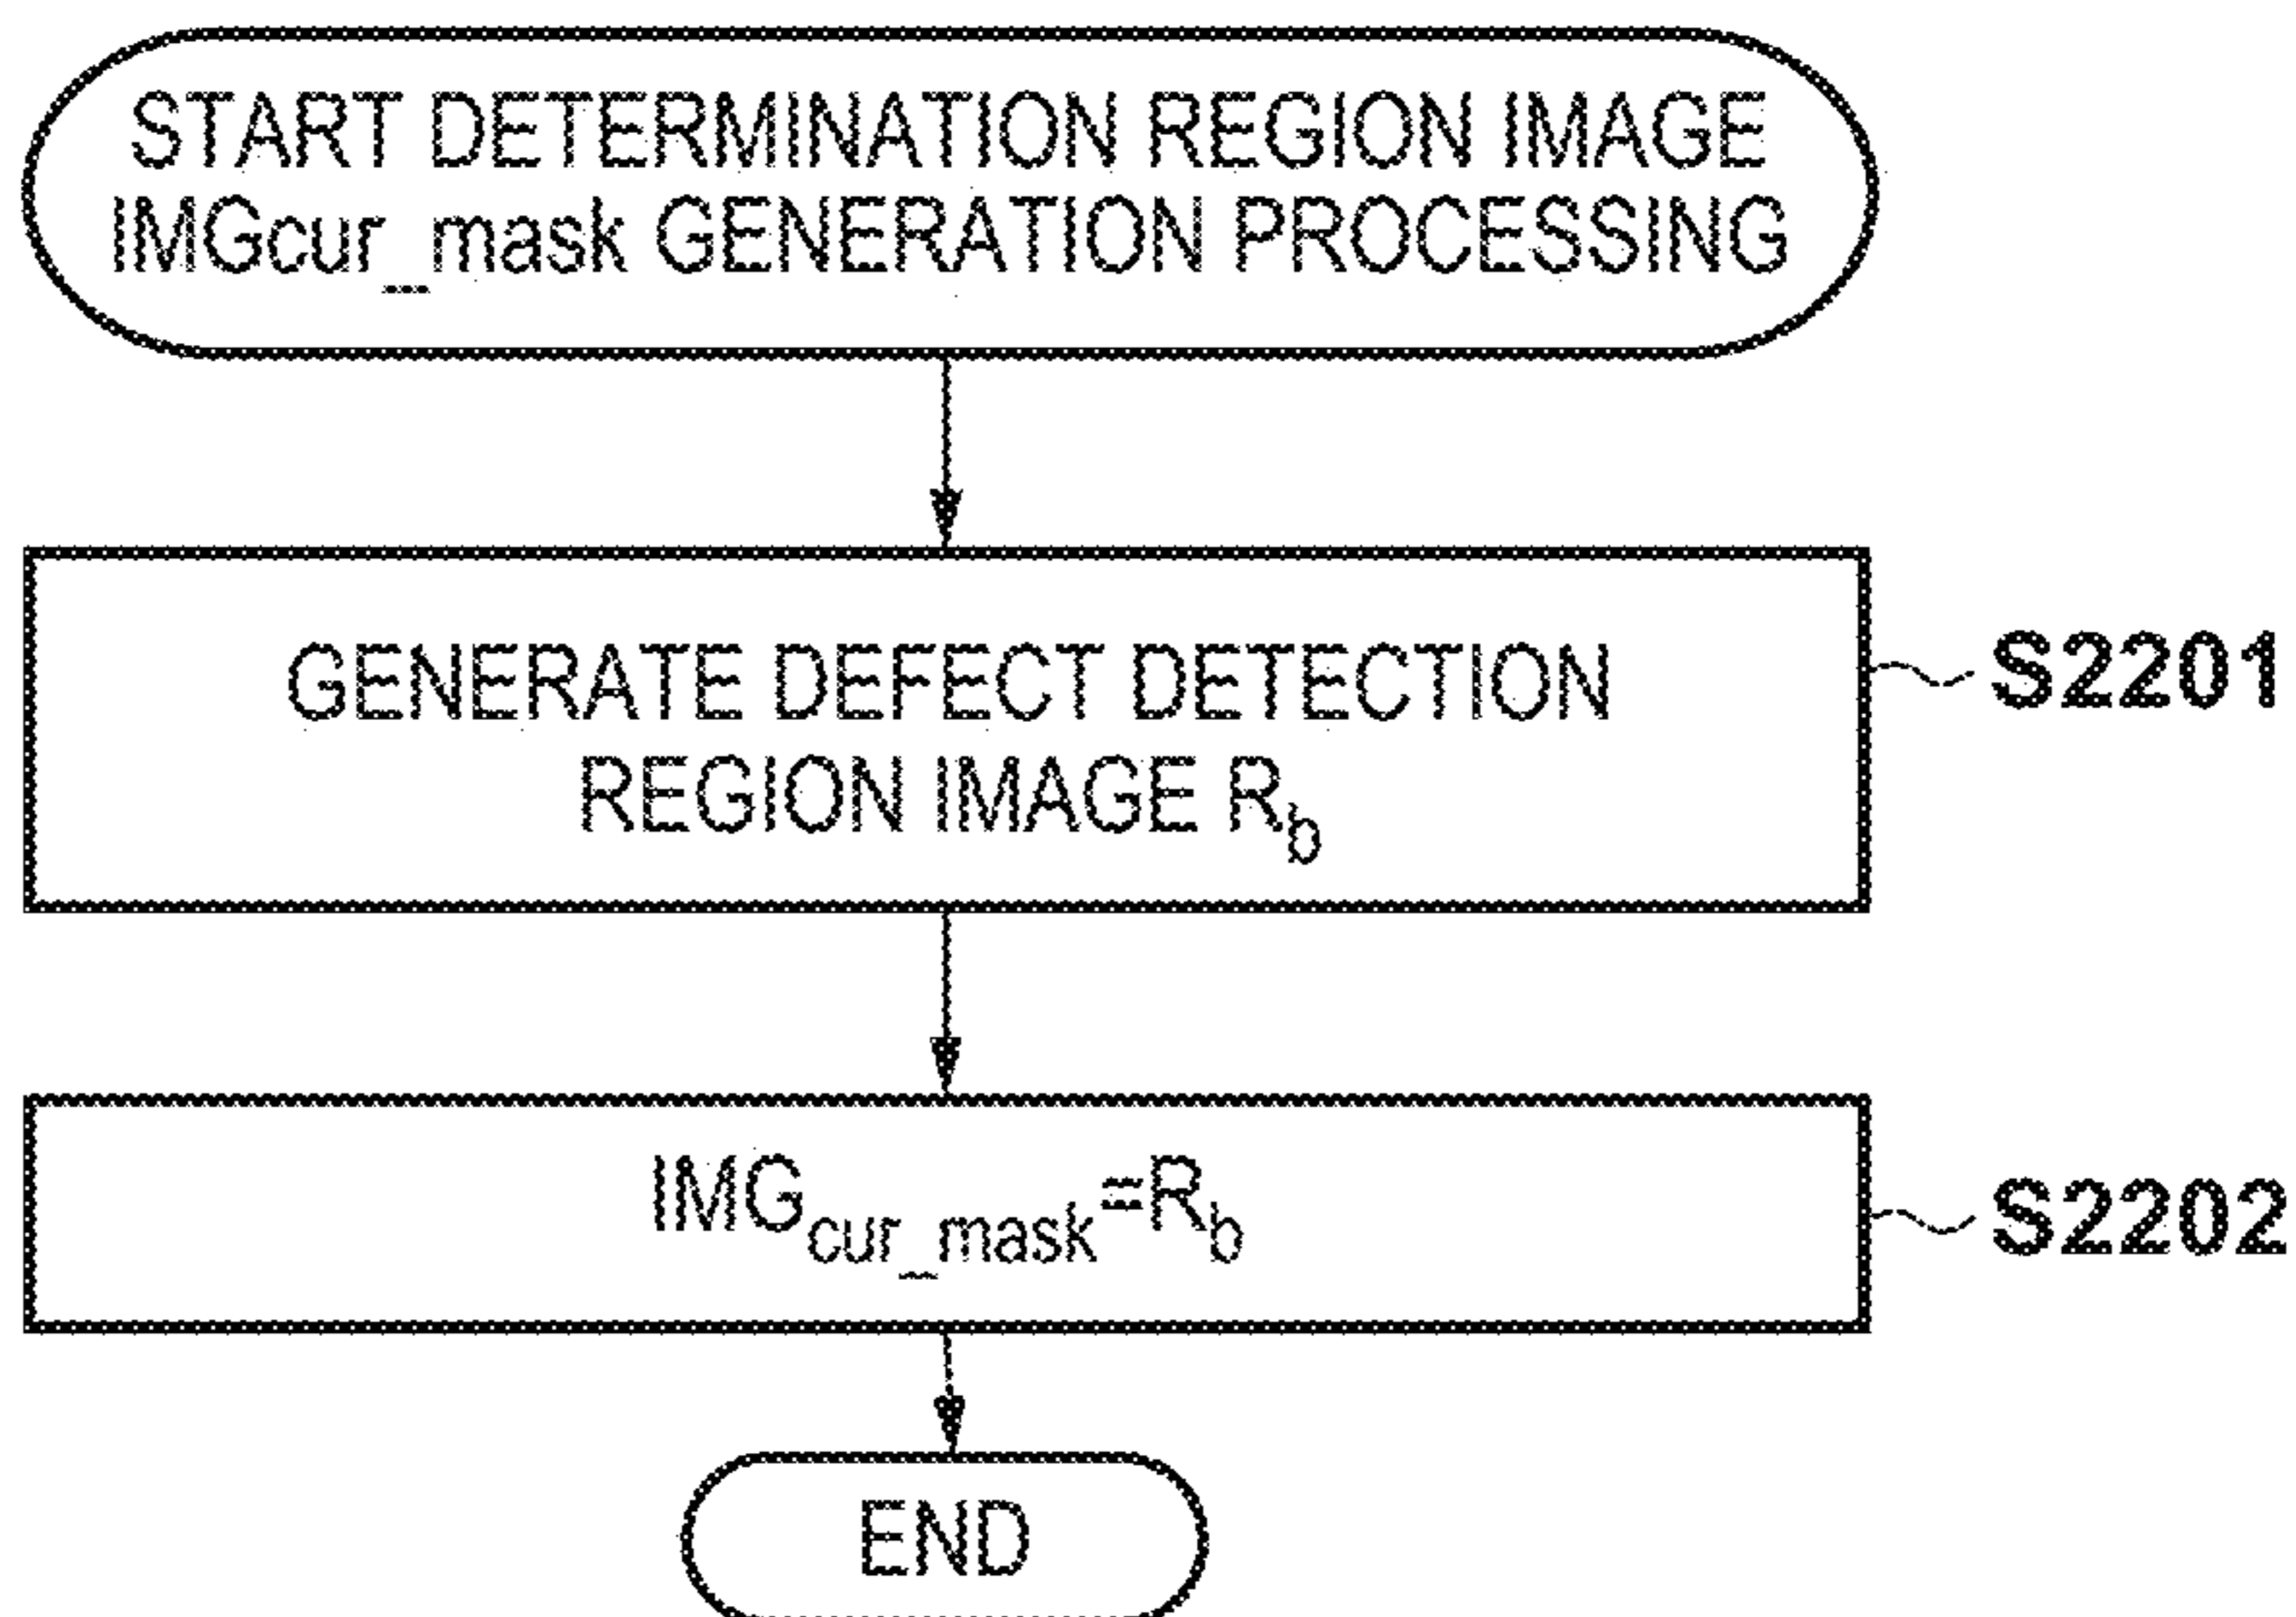 START DETERMINATION REGION IMAGE
IMGcur_mask GENERATION PROCESSING
GENERATE DEFECT DETECTION
REGION IMAGE Rb
S2201
IMGcur_mask=Rb
S2202
END